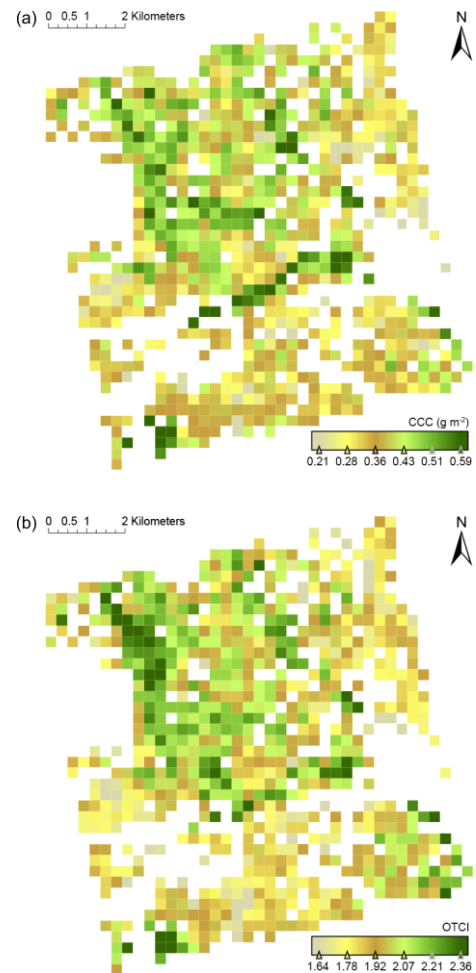 (a) 0 0.5 1 2 Kilometers
N
CCC (g m⁻²)
0.21 0.28 0.36 0.43 0.51 0.59
(b) 0 0.5 1 2 Kilometers
N
OTCI
1.64 1.78 1.92 2.07 2.21 2.36